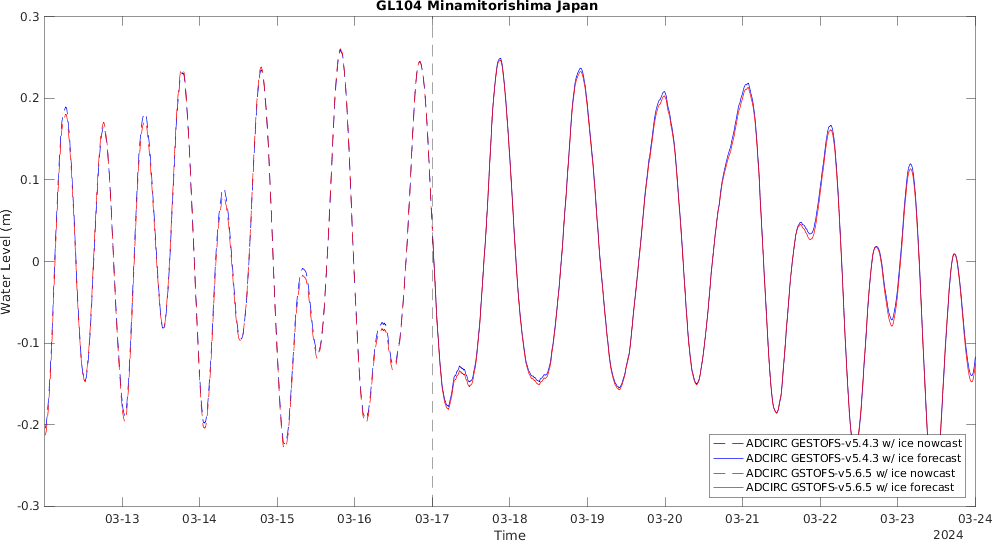 GL104 Minamitorishima Japan
0.3
0.2
0.1
0
-0.1
-0.2
-0.3
Water Level (m)
03-13 03-14 03-15 03-16 03-17 03-18 03-19 03-20 03-21 03-22 03-23 03-24
Time
2024
ADCIRC GESTOFS-v5.4.3 w/ ice nowcast
ADCIRC GESTOFS-v5.4.3 w/ ice forecast
ADCIRC GSTOFS-v5.6.5 w/ ice nowcast
ADCIRC GSTOFS-v5.6.5 w/ ice forecast